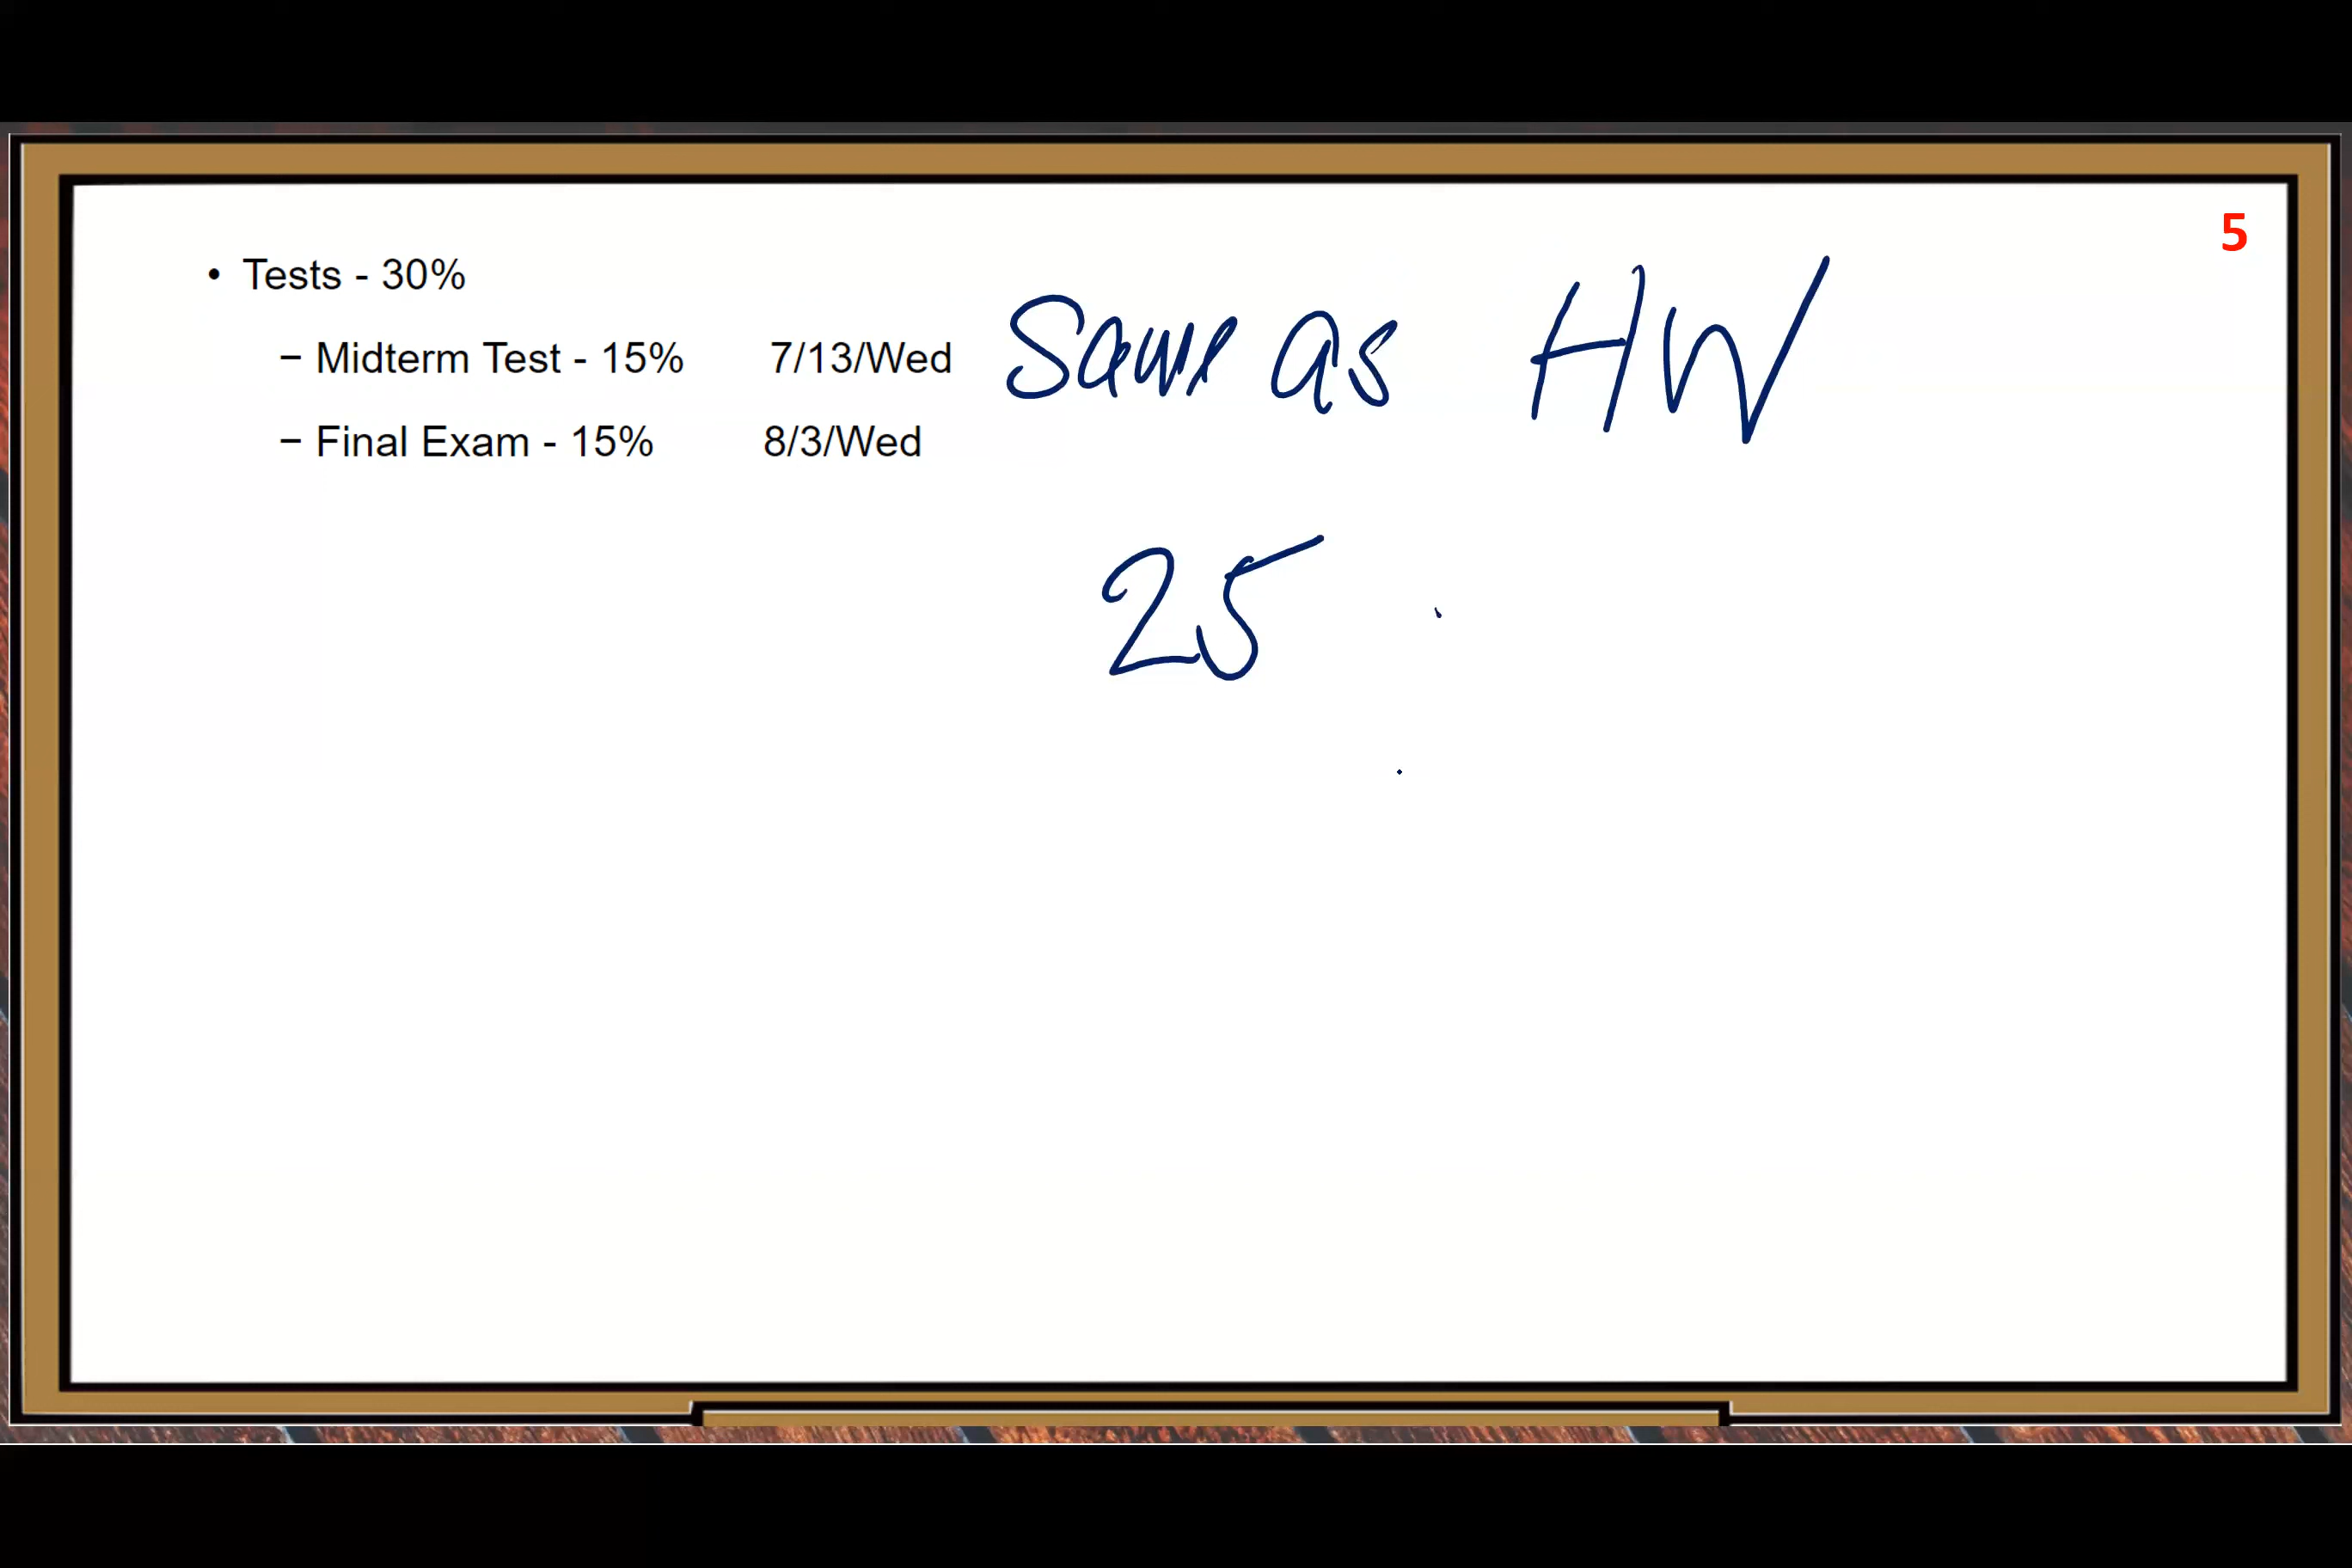 5
• Tests - 30%
– Midterm Test - 15% 7/13/Wed Same as HW
– Final Exam - 15% 8/3/Wed
25